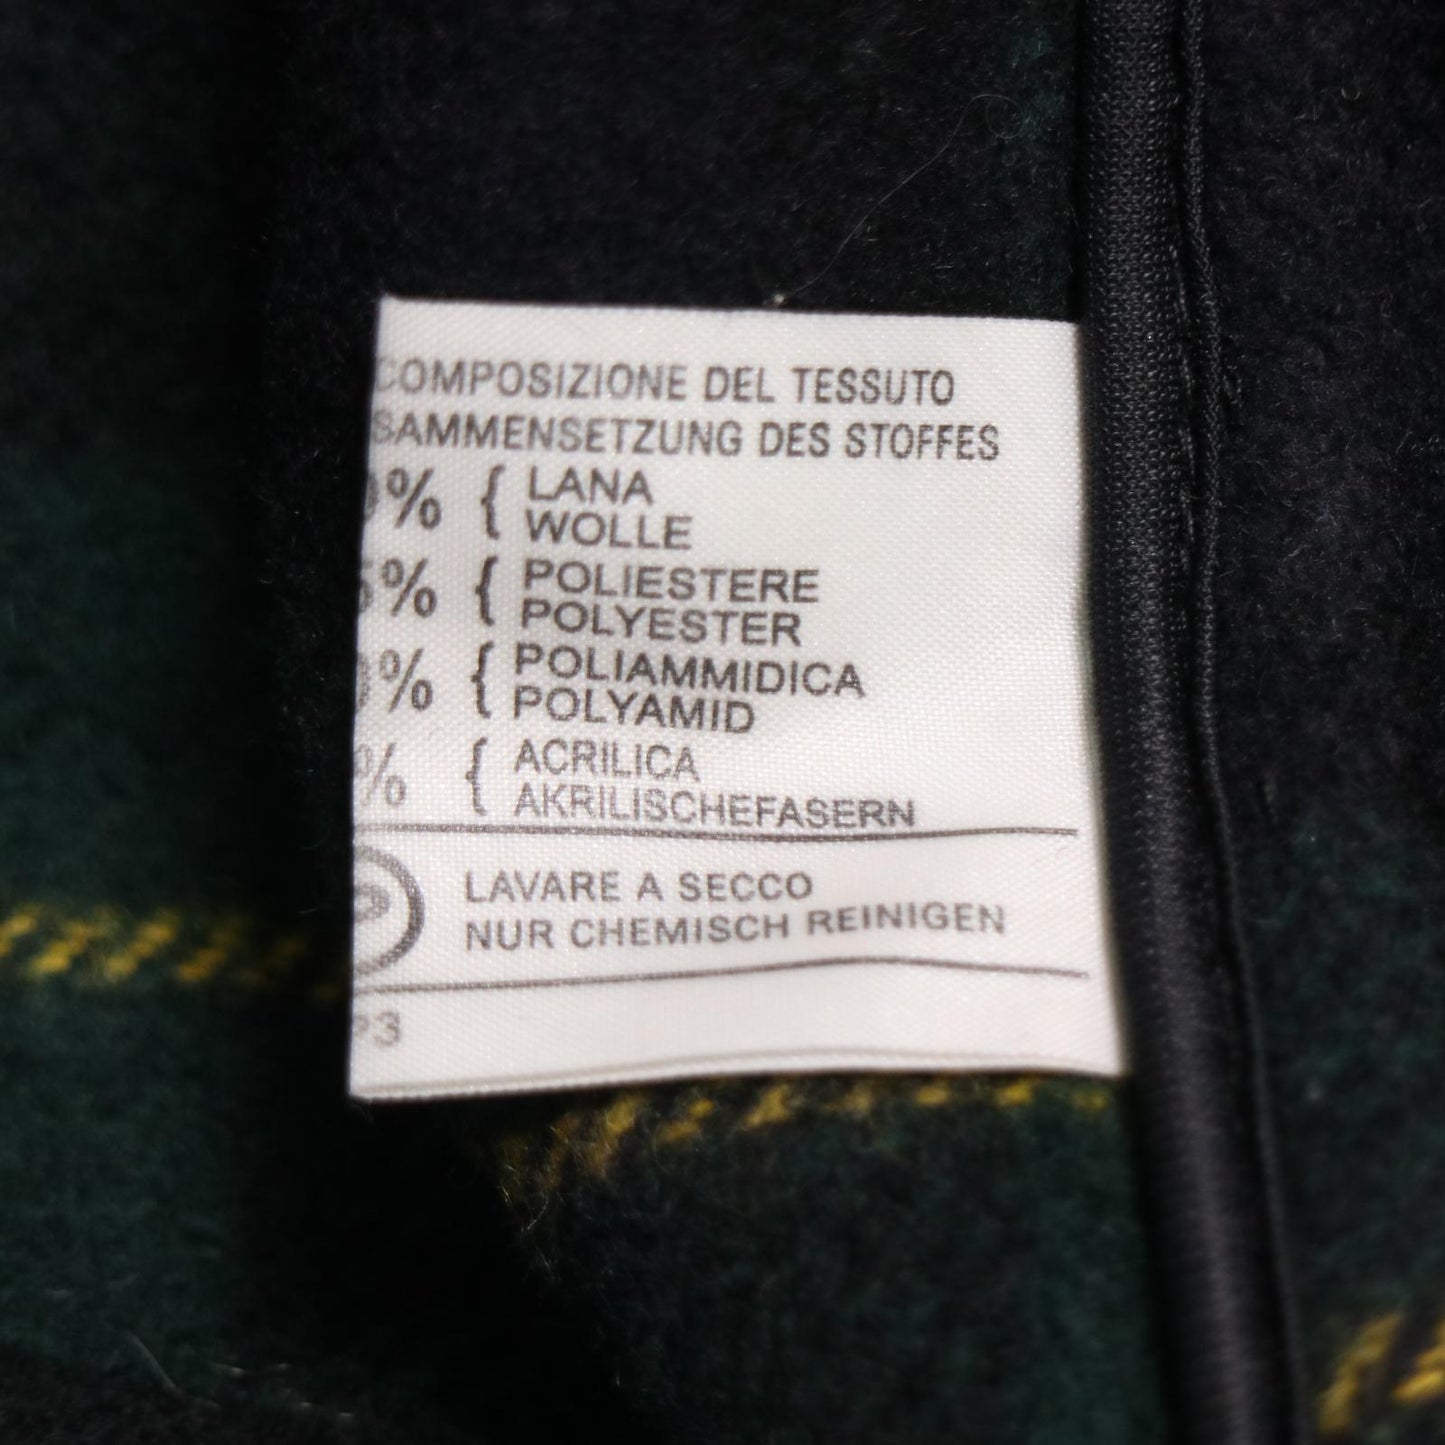 COMPOSIZIONE DEL TESSUTO
SAMMENSETZUNG DES STOFFES
% { LANA
WOLLE
5% { POLIESTERE
POLYESTER
% { POLIAMMIDICA
POLYAMID
% { ACRILICA
AKRILISCHEFASERN
P LAVARE A SECCO
NUR CHEMISCH REINIGEN
P3